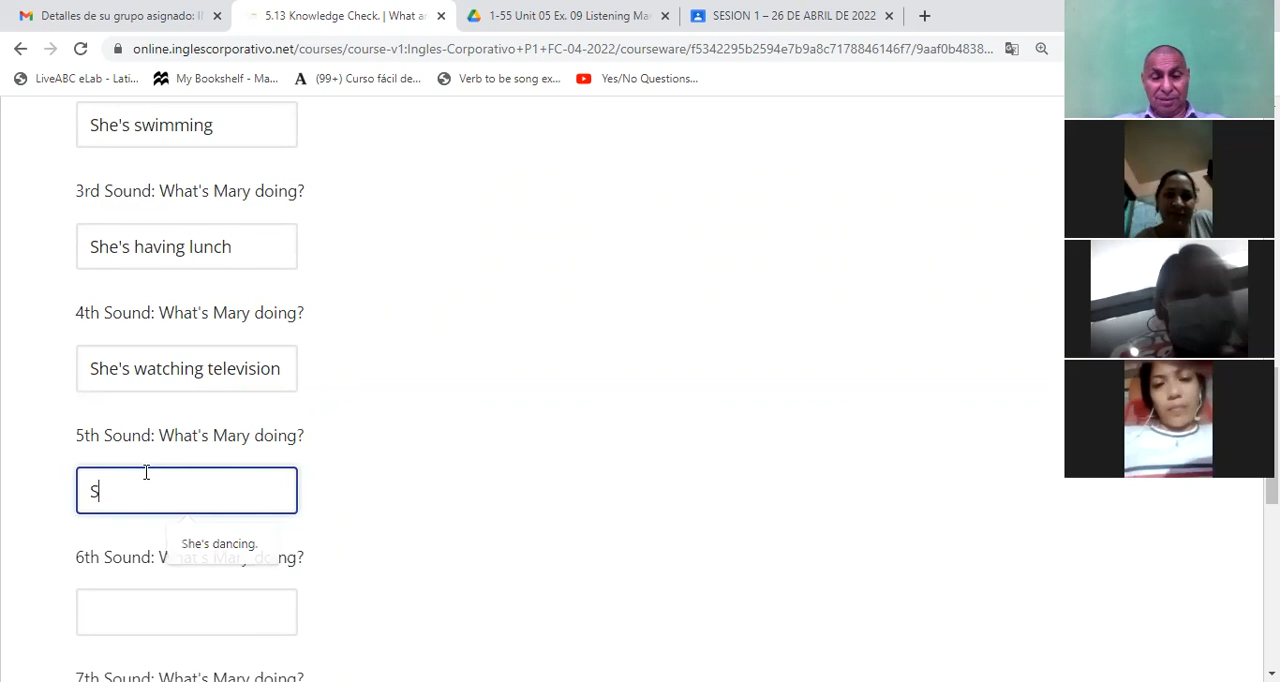 Detalles de su grupo asignado: I
5.13 Knowledge Check. | What a
1-55 Unit 05 Ex. 09 Listening Ma
SESION 1 – 26 DE ABRIL DE 2022
online.inglescorporativo.net/courses/course-v1:Ingles-Corporativo+P1+FC-04-2022/courseware/f5342295b2594e7b9a8c7178846146f7/9aaf0b4838...
LiveABC eLab - Lati...
My Bookshelf - Ma...
(99+) Curso fácil de...
Verb to be song ex...
Yes/No Questions...
She's swimming
3rd Sound: What's Mary doing?
She's having lunch
4th Sound: What's Mary doing?
She's watching television
5th Sound: What's Mary doing?
S
She's dancing.
6th Sound: What's Mary doing?
7th Sound: What's Mary doing?